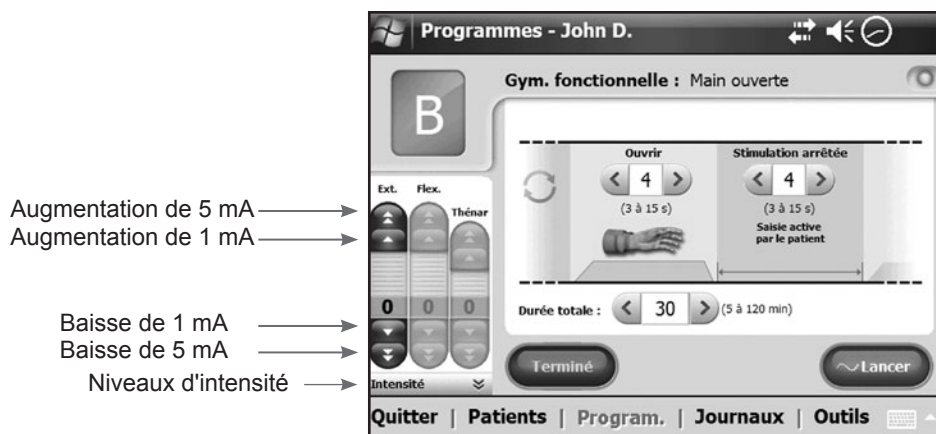 Programmes - John D.
B
Gym. fonctionnelle : Main ouverte
Ouvrir
Stimulation arrêtée
4
4
(3 à 15 s)
(3 à 15 s)
Saisie active
par le patient
Ext. Flex.
Thénar
Augmentation de 5 mA
Augmentation de 1 mA
0 0 0
Durée totale : 30 (5 à 120 min)
Baisse de 1 mA
Baisse de 5 mA
Niveaux d'intensité
Intensité
Terminé
Lancer
Quitter | Patients | Program. | Journaux | Outils